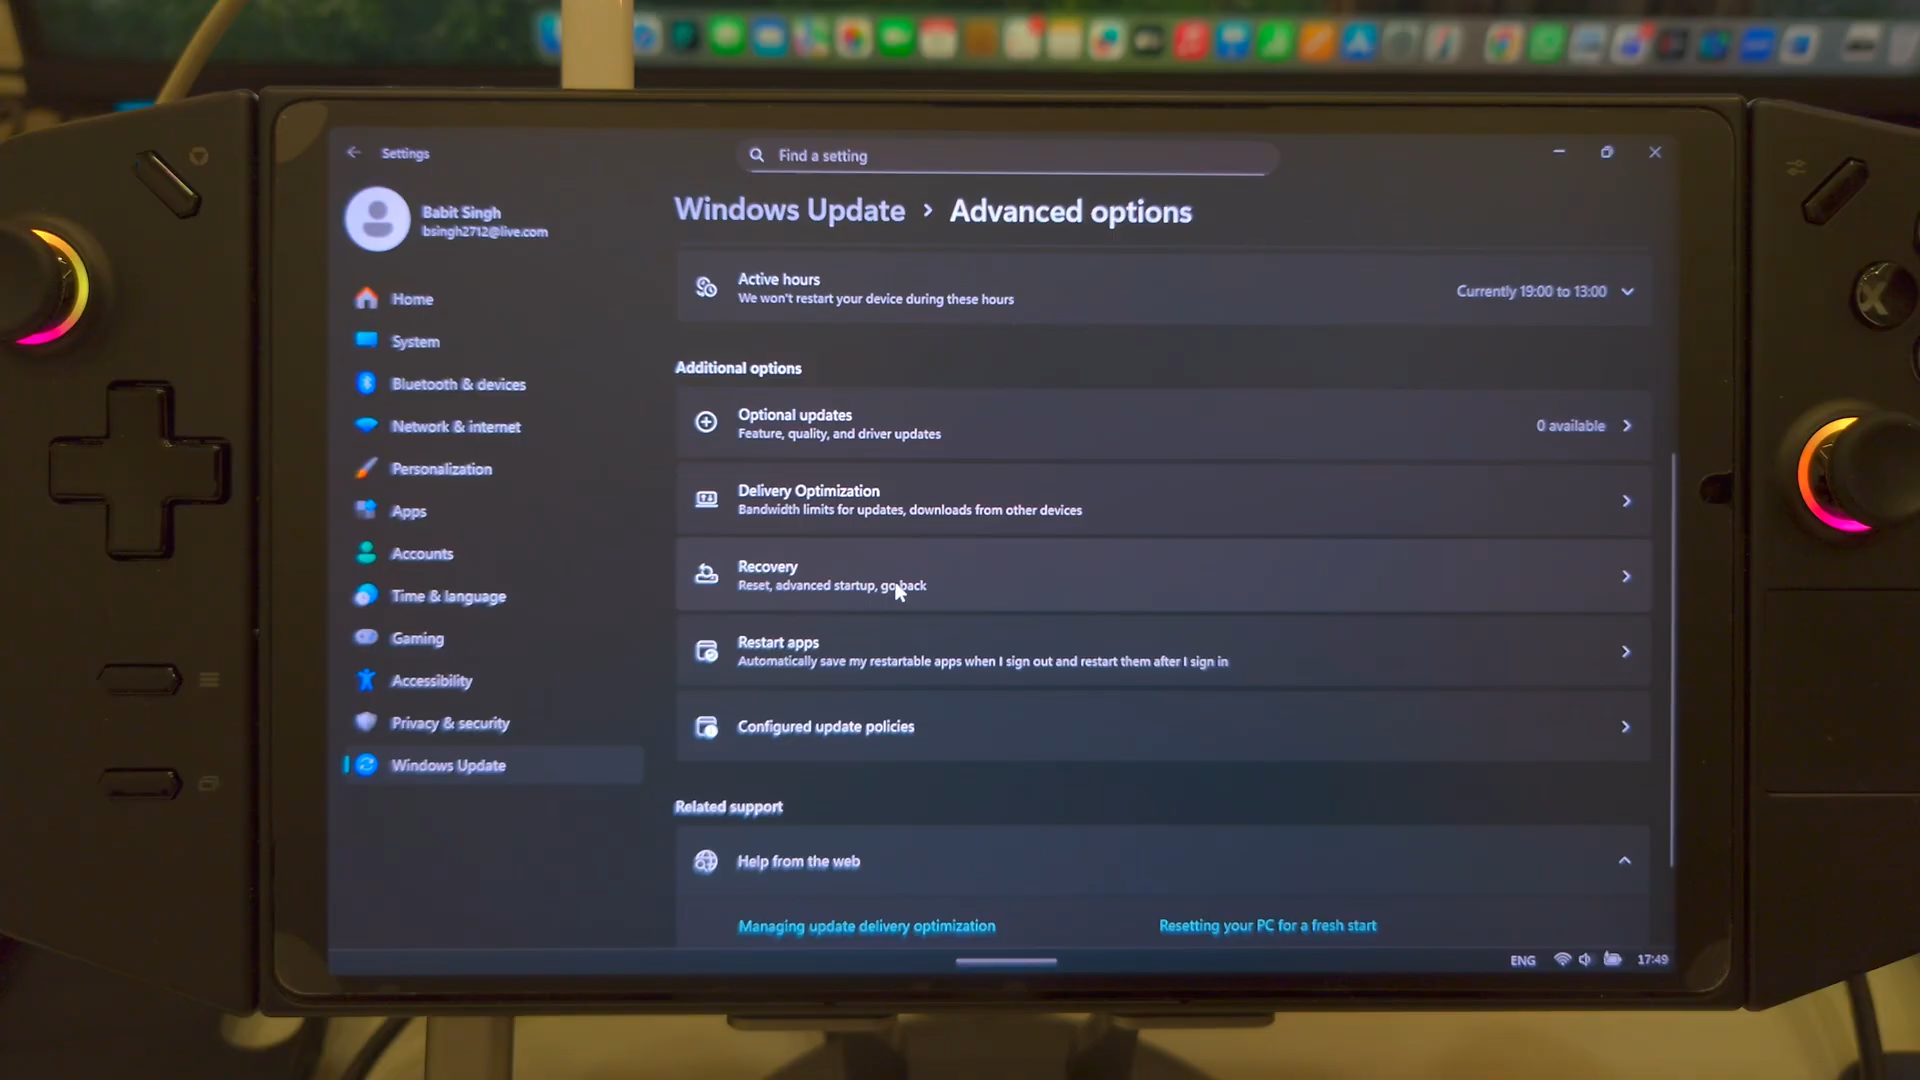 Settings
Find a setting
Babit Singh
bsingh2712@live.com
Windows Update > Advanced options
Home
System
Bluetooth & devices
Network & internet
Personalization
Apps
Accounts
Time & language
Gaming
Accessibility
Privacy & security
Windows Update
Active hours
We won't restart your device during these hours
Currently 19:00 to 13:00
Additional options
Optional updates
Feature, quality, and driver updates
0 available
Delivery Optimization
Bandwidth limits for updates, downloads from other devices
Recovery
Reset, advanced startup, go back
Restart apps
Automatically save my restartable apps when I sign out and restart them after I sign in
Configured update policies
Related support
Help from the web
Managing update delivery optimization
Resetting your PC for a fresh start
ENG
17:49
X